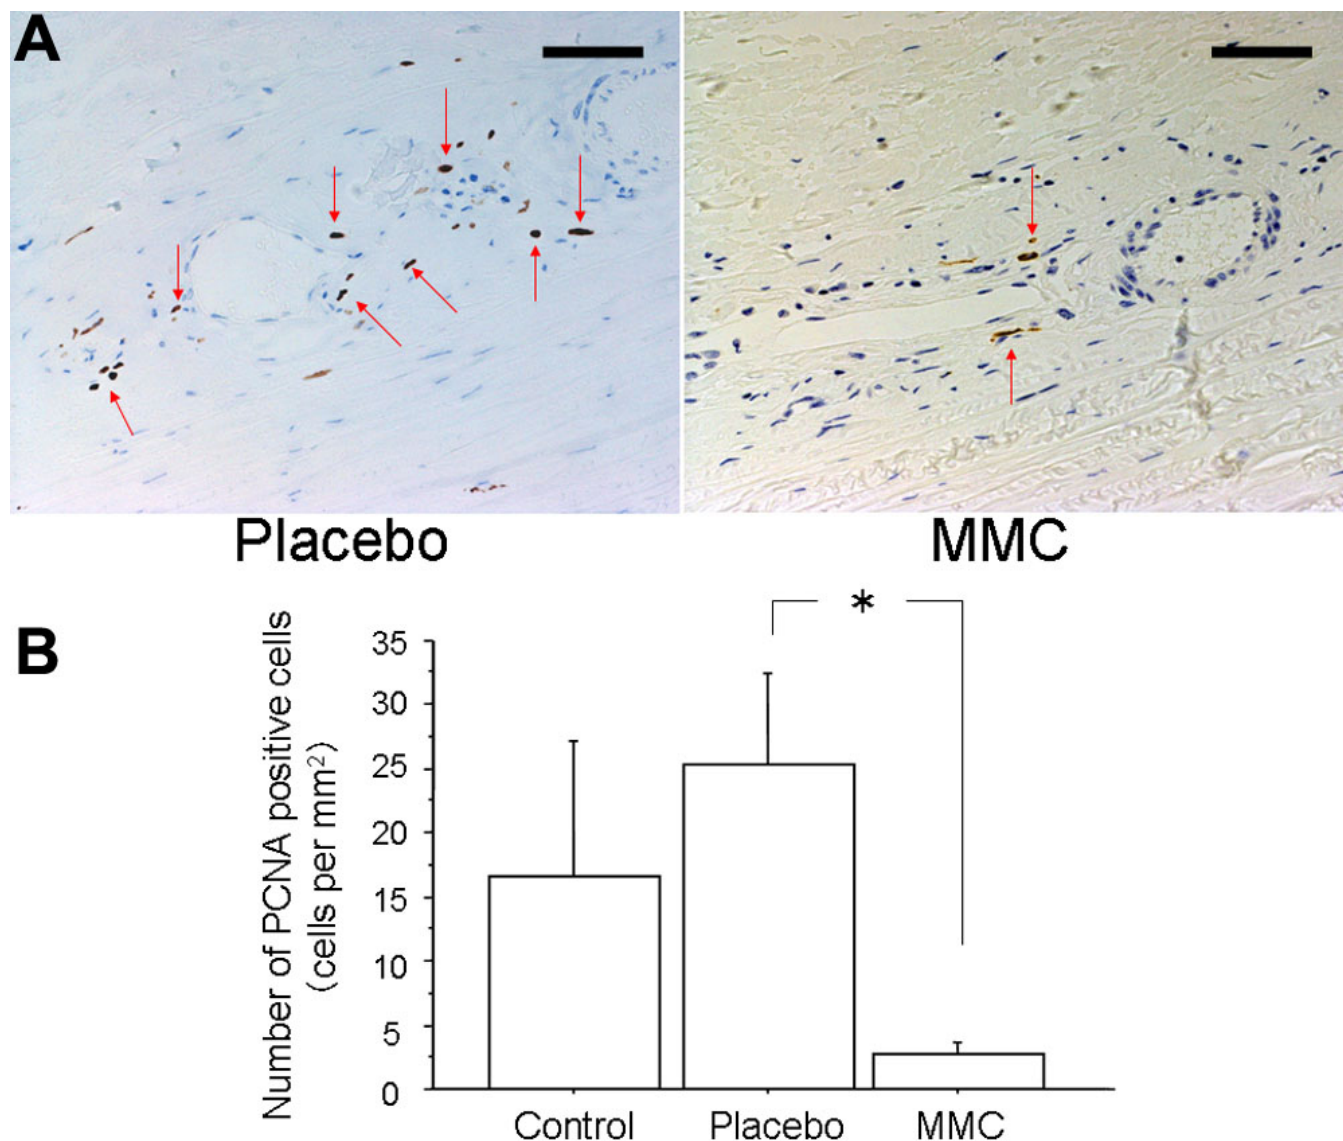 A
Placebo
MMC
B
Number of PCNA positive cells
(cells per mm²)
*
35
30
25
20
15
10
5
0
Control
Placebo
MMC